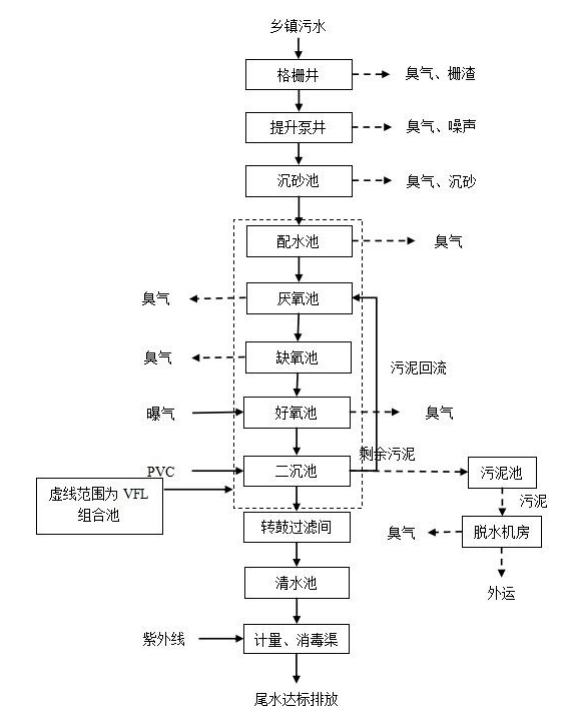 乡镇污水
格栅井
臭气、栅渣
提升泵井
臭气、噪声
沉砂池
臭气、沉砂
配水池
臭气
臭气
厌氧池
臭气
缺氧池
污泥回流
曝气
好氧池
臭气
剩余污泥
PVC
二沉池
污泥池
虚线范围为 VFL
组合池
污泥
转鼓过滤间
臭气
脱水机房
清水池
外运
紫外线
计量、消毒渠
尾水达标排放